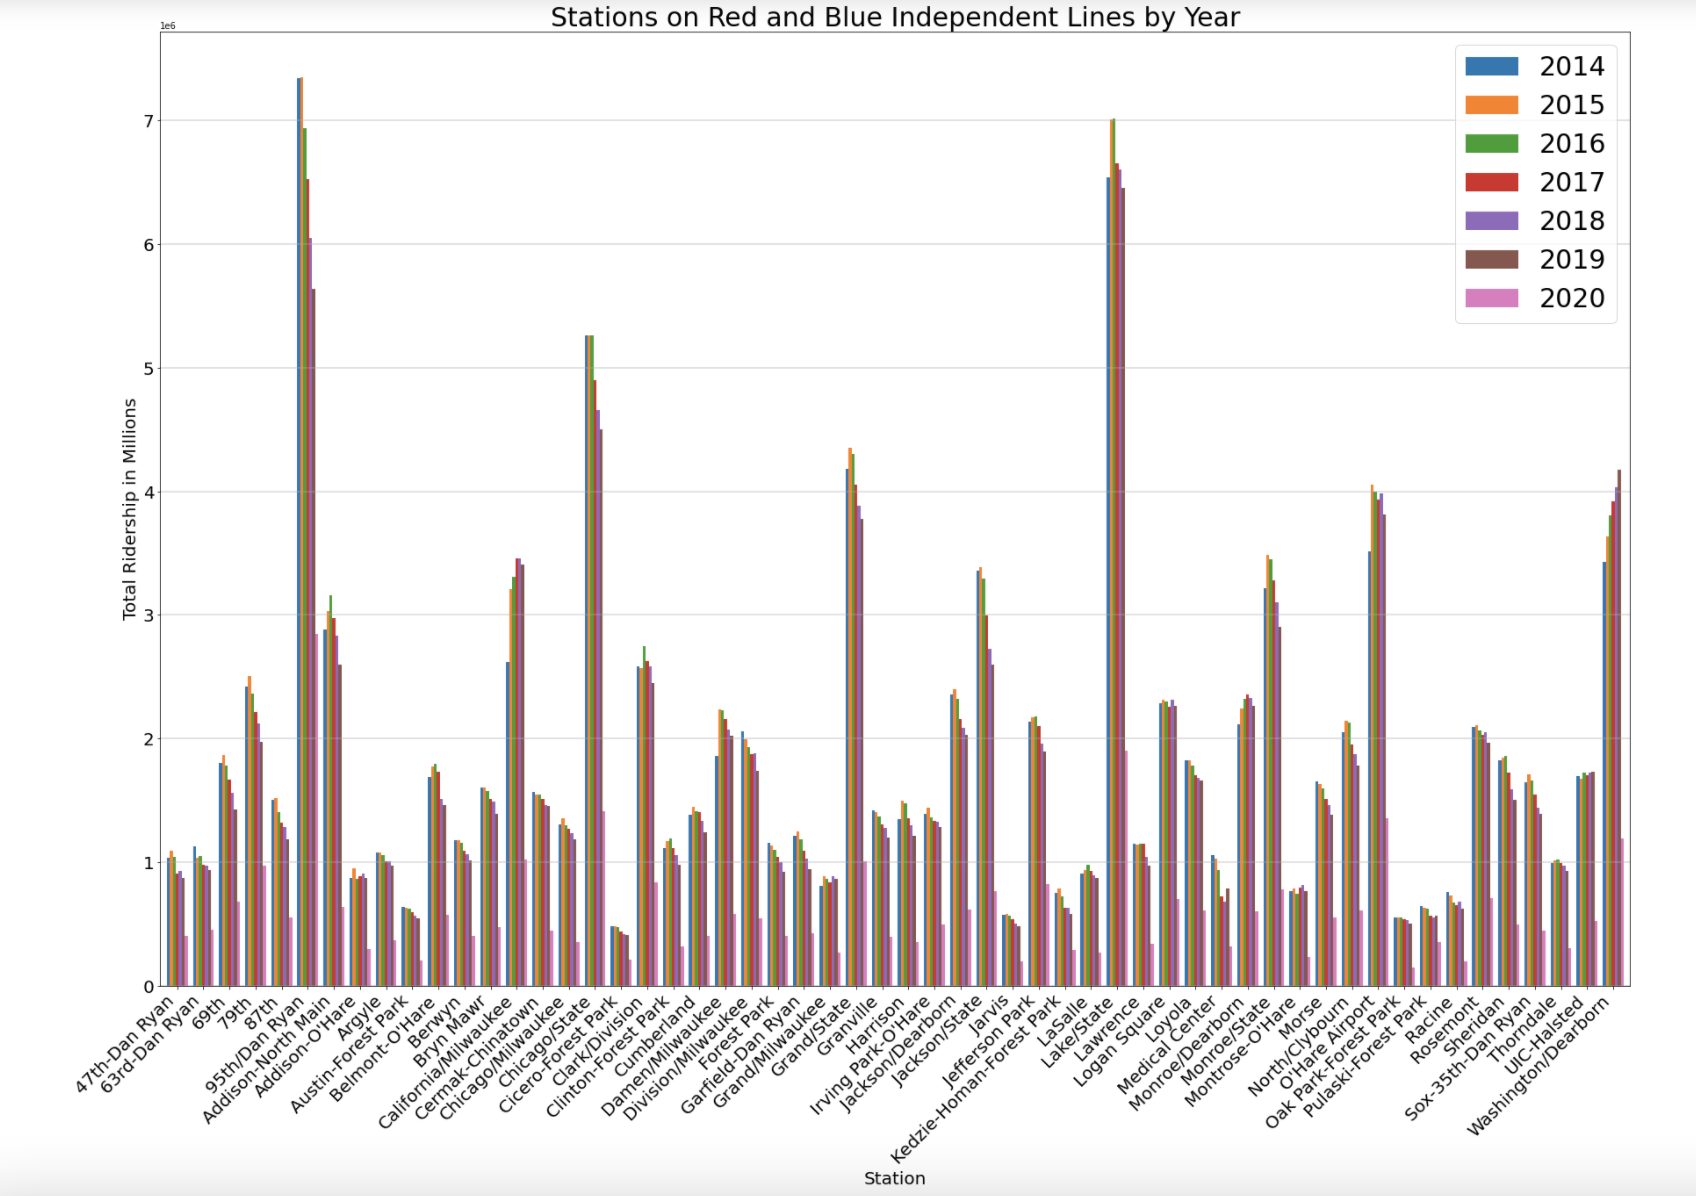 Stations on Red and Blue Independent Lines by Year
1e6
2014
2015
2016
2017
2018
2019
2020
7
6
5
4
3
2
1
0
Total Ridership in Millions
47th-Dan Ryan
63rd-Dan Ryan
69th
79th
87th
95th/Dan Ryan
Addison-North Main
Addison-O'Hare
Argyle
Austin-Forest Park
Belmont-O'Hare
Berwyn
Bryn Mawr
California/Milwaukee
Cermak-Chinatown
Chicago/Milwaukee
Chicago/State
Cicero-Forest Park
Clark/Division
Clinton-Forest Park
Cumberland
Damen/Milwaukee
Division/Milwaukee
Forest Park
Garfield-Dan Ryan
Grand/Milwaukee
Grand/State
Granville
Harrison
Irving Park-O'Hare
Jackson/Dearborn
Jackson/State
Jarvis
Jefferson Park
Kedzie-Homan-Forest Park
LaSalle
Lake/State
Lawrence
Logan Square
Loyola
Medical Center
Monroe/Dearborn
Monroe/State
Montrose-O'Hare
Morse
North/Clybourn
O'Hare Airport
Oak Park-Forest Park
Pulaski-Forest Park
Racine
Rosemont
Sheridan
Sox-35th-Dan Ryan
Thorndale
UIC-Halsted
Washington/Dearborn
Station